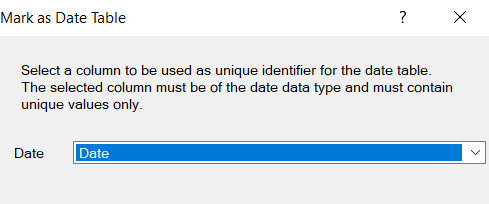 Mark as Date Table ?
Select a column to be used as unique identifier for the date table.
The selected column must be of the date data type and must contain
unique values only.
Date Date